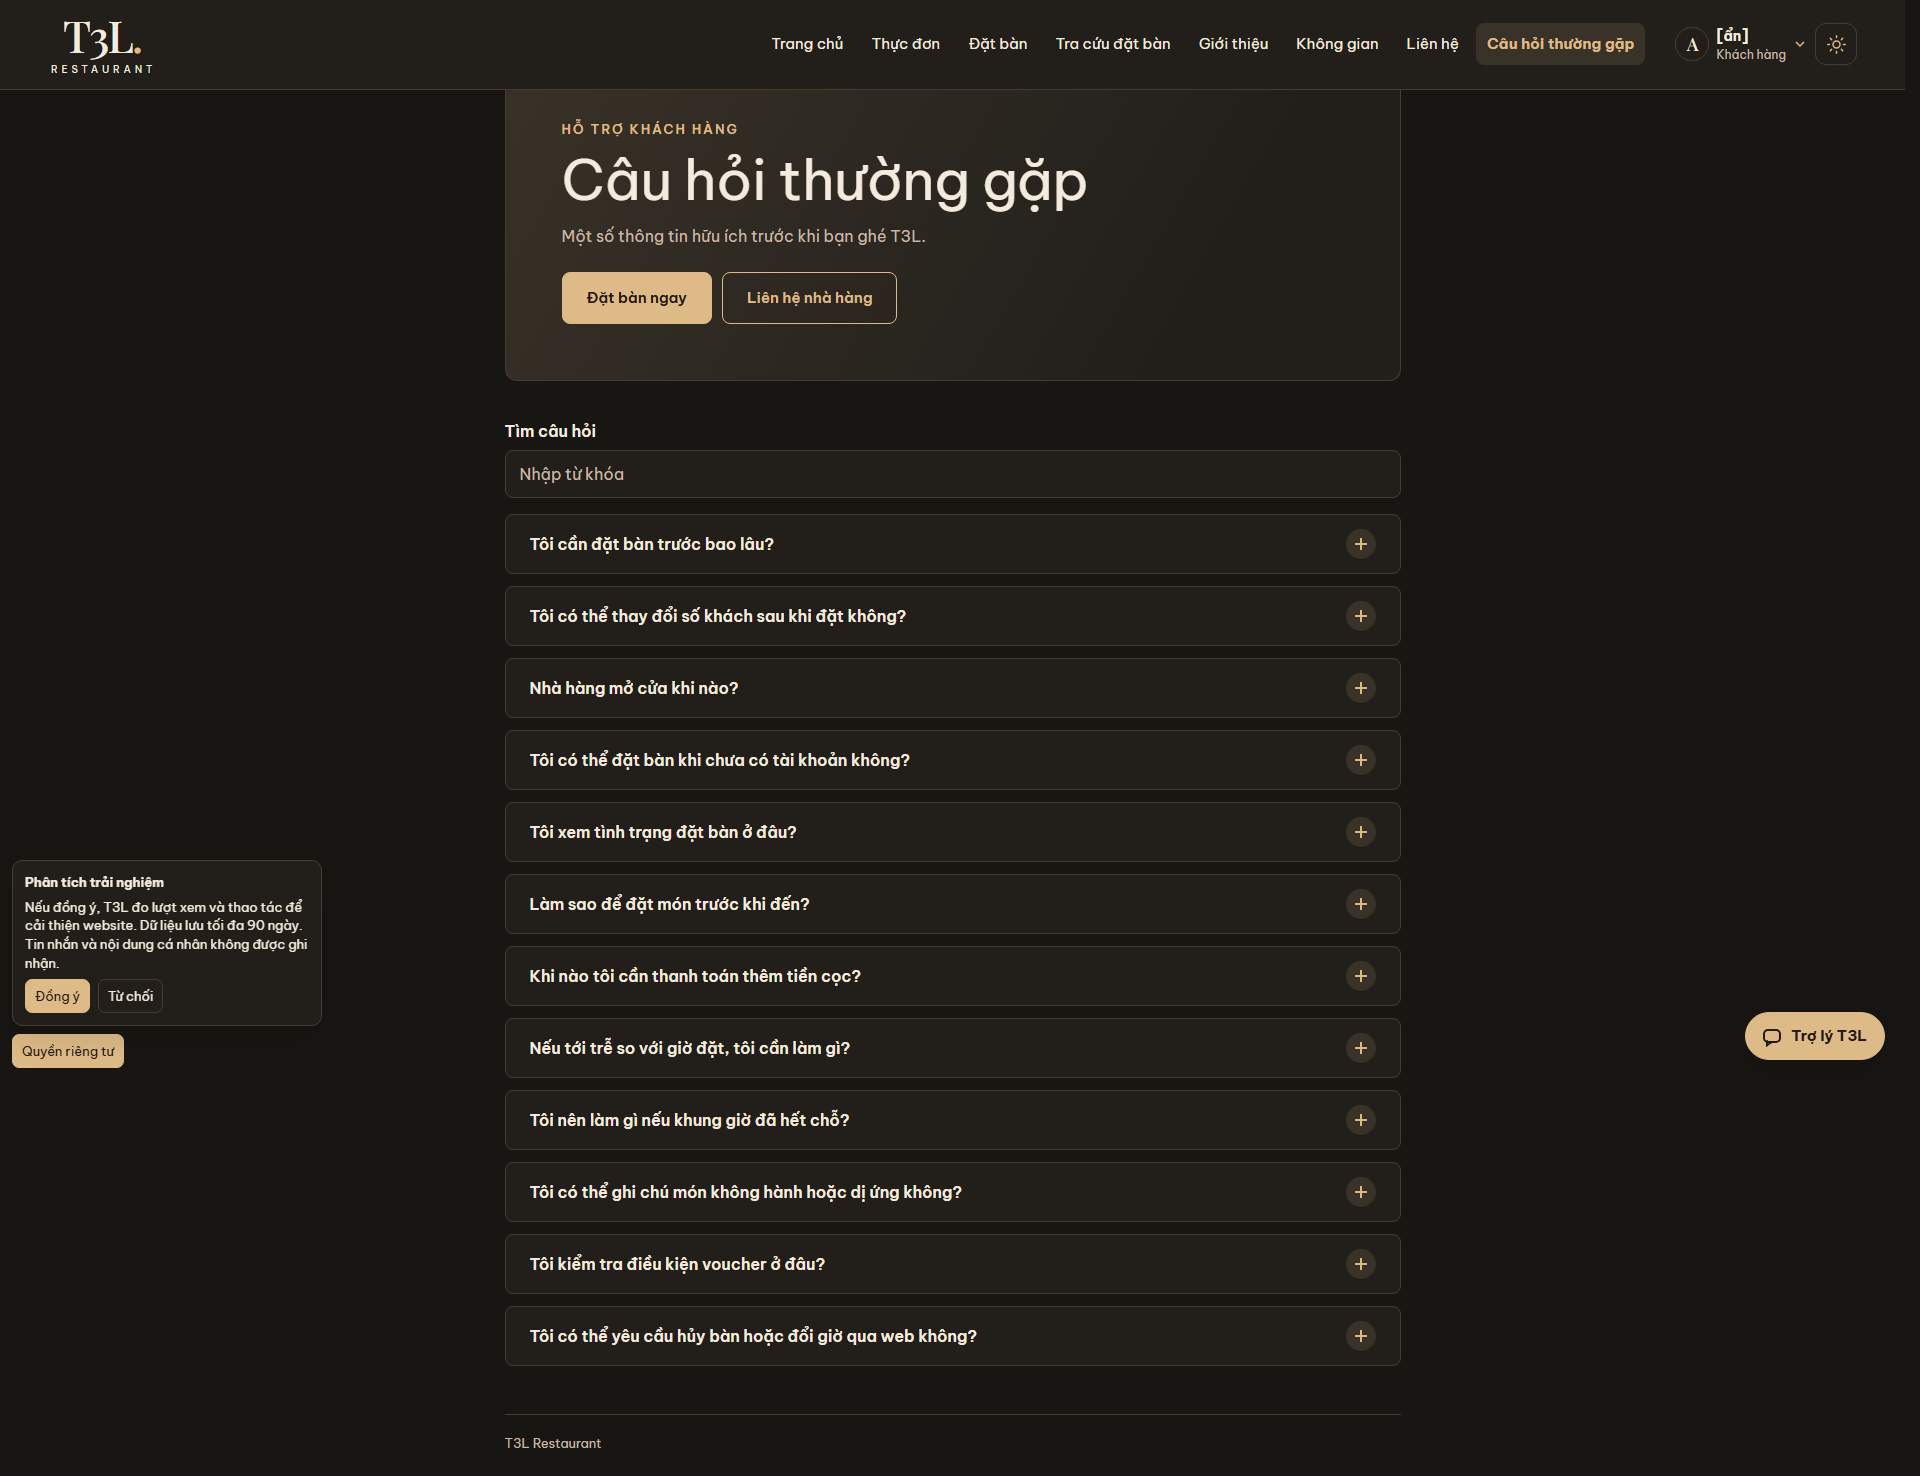 T3L.
RESTAURANT
Trang chủ
Thực đơn
Đặt bàn
Tra cứu đặt bàn
Giới thiệu
Không gian
Liên hệ
Câu hỏi thường gặp
A
[ẩn]
Khách hàng
HỖ TRỢ KHÁCH HÀNG
Câu hỏi thường gặp
Một số thông tin hữu ích trước khi bạn ghé T3L.
Đặt bàn ngay
Liên hệ nhà hàng
Tìm câu hỏi
Nhập từ khóa
Tôi cần đặt bàn trước bao lâu?
Tôi có thể thay đổi số khách sau khi đặt không?
Nhà hàng mở cửa khi nào?
Tôi có thể đặt bàn khi chưa có tài khoản không?
Tôi xem tình trạng đặt bàn ở đâu?
Làm sao để đặt món trước khi đến?
Khi nào tôi cần thanh toán thêm tiền cọc?
Nếu tới trễ so với giờ đặt, tôi cần làm gì?
Tôi nên làm gì nếu khung giờ đã hết chỗ?
Tôi có thể ghi chú món không hành hoặc dị ứng không?
Tôi kiểm tra điều kiện voucher ở đâu?
Tôi có thể yêu cầu hủy bàn hoặc đổi giờ qua web không?
Phân tích trải nghiệm
Nếu đồng ý, T3L đo lượt xem và thao tác để
cải thiện website. Dữ liệu lưu tối đa 90 ngày.
Tin nhắn và nội dung cá nhân không được ghi
nhận.
Đồng ý
Từ chối
Quyền riêng tư
Trợ lý T3L
T3L Restaurant